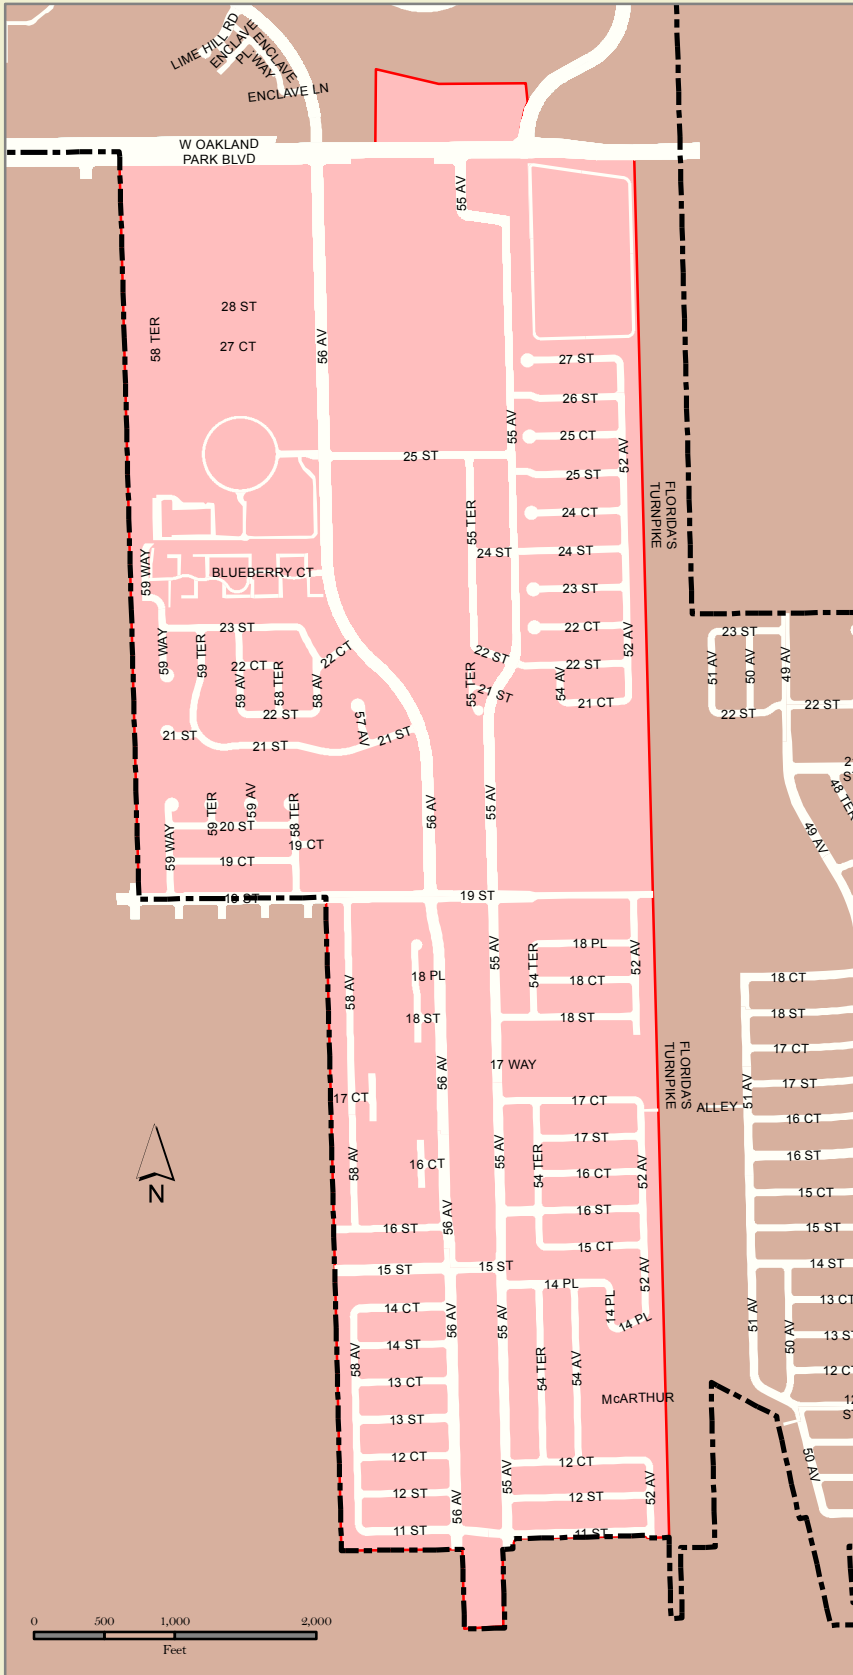 LIME HILL RD
ENCLAVE
PL
ENCLAVE
WAY
ENCLAVE LN
W OAKLAND
PARK BLVD
55 AV
28 ST
58 TER
27 CT
56 AV
27 ST
26 ST
55 AV
25 CT
52 AV
25 ST
25 ST
FLORIDA'S
TURNPIKE
55 TER
24 CT
24 ST
24 ST
59 WAY
BLUEBERRY CT
23 ST
23 ST
22 CT
52 AV
23 ST
59 WAY
59 TER
22 CT
22 CT
22 ST
22 ST
51 AV
50 AV
49 AV
59 AV
58 TER
58 AV
55 TER
21 ST
54 AV
21 CT
22 ST
57 AV
22 ST
22 ST
21 ST
21 ST
21 ST
48 TER
59 AV
59 TER
58 TER
56 AV
55 AV
20 ST
49 AV
59 WAY
19 CT
19 CT
19 ST
19 ST
55 AV
54 TER
18 PL
52 AV
58 AV
18 PL
18 CT
18 CT
18 ST
18 ST
18 ST
17 CT
56 AV
17 WAY
FLORIDA'S
TURNPIKE
51 AV
17 CT
17 CT
ALLEY
17 ST
16 CT
17 ST
58 AV
16 CT
55 AV
54 TER
16 CT
52 AV
16 ST
15 CT
16 ST
56 AV
16 ST
15 ST
15 CT
15 ST
15 ST
52 AV
14 ST
14 PL
14 PL
14 PL
14 CT
56 AV
55 AV
51 AV
50 AV
13 CT
14 ST
13 ST
58 AV
54 TER
54 AV
13 CT
12 CT
McARTHUR
13 ST
12 CT
12 CT
50 AV
55 AV
52 AV
12 ST
12 ST
56 AV
11 ST
11 ST
N
0 500 1,000 2,000
Feet